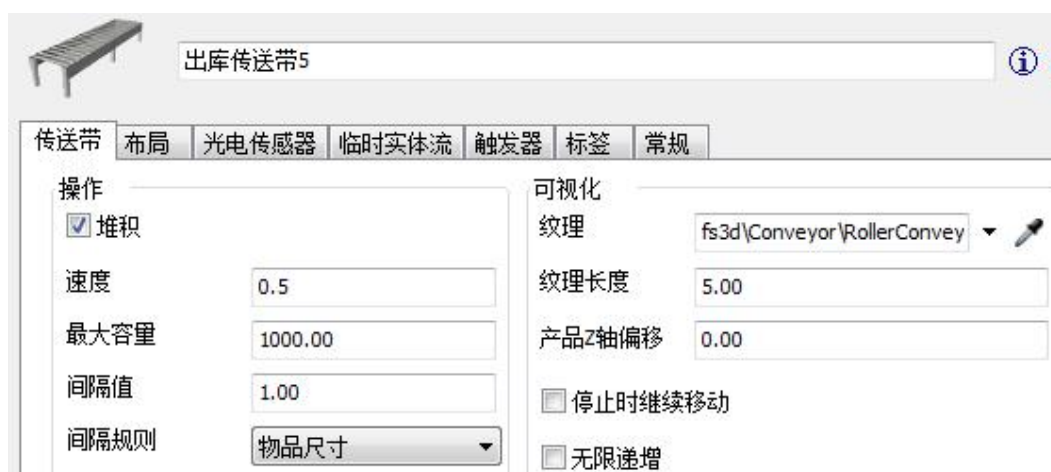 出库传送带5
传送带 布局 光电传感器 临时实体流 触发器 标签 常规
操作
堆积
速度 0.5
最大容量 1000.00
间隔值 1.00
间隔规则 物品尺寸
可视化
纹理 fs3d\Conveyor\RollerConvey
纹理长度 5.00
产品Z轴偏移 0.00
停止时继续移动
无限递增